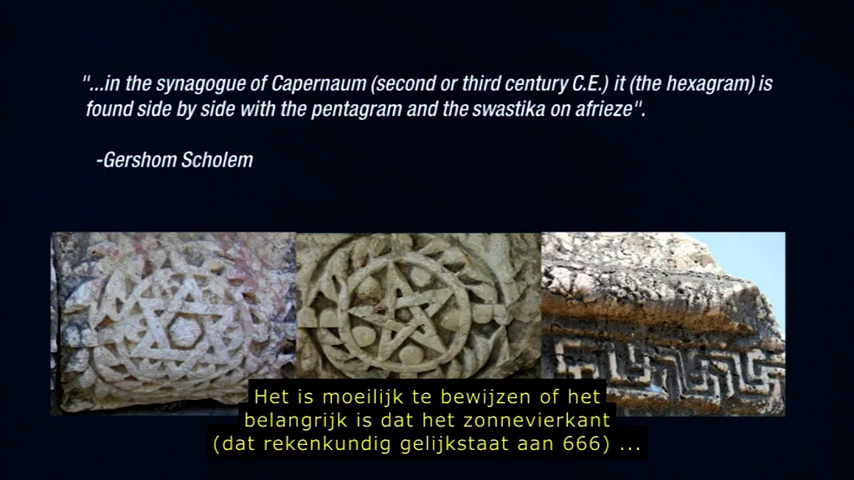 "...in the synagogue of Capernaum (second or third century C.E.) it (the hexagram) is
found side by side with the pentagram and the swastika on afrieze".
-Gershom Scholem
Het is moeilijk te bewijzen of het
belangrijk is dat het zonnevierkant
(dat rekenkundig gelijkstaat aan 666) ...